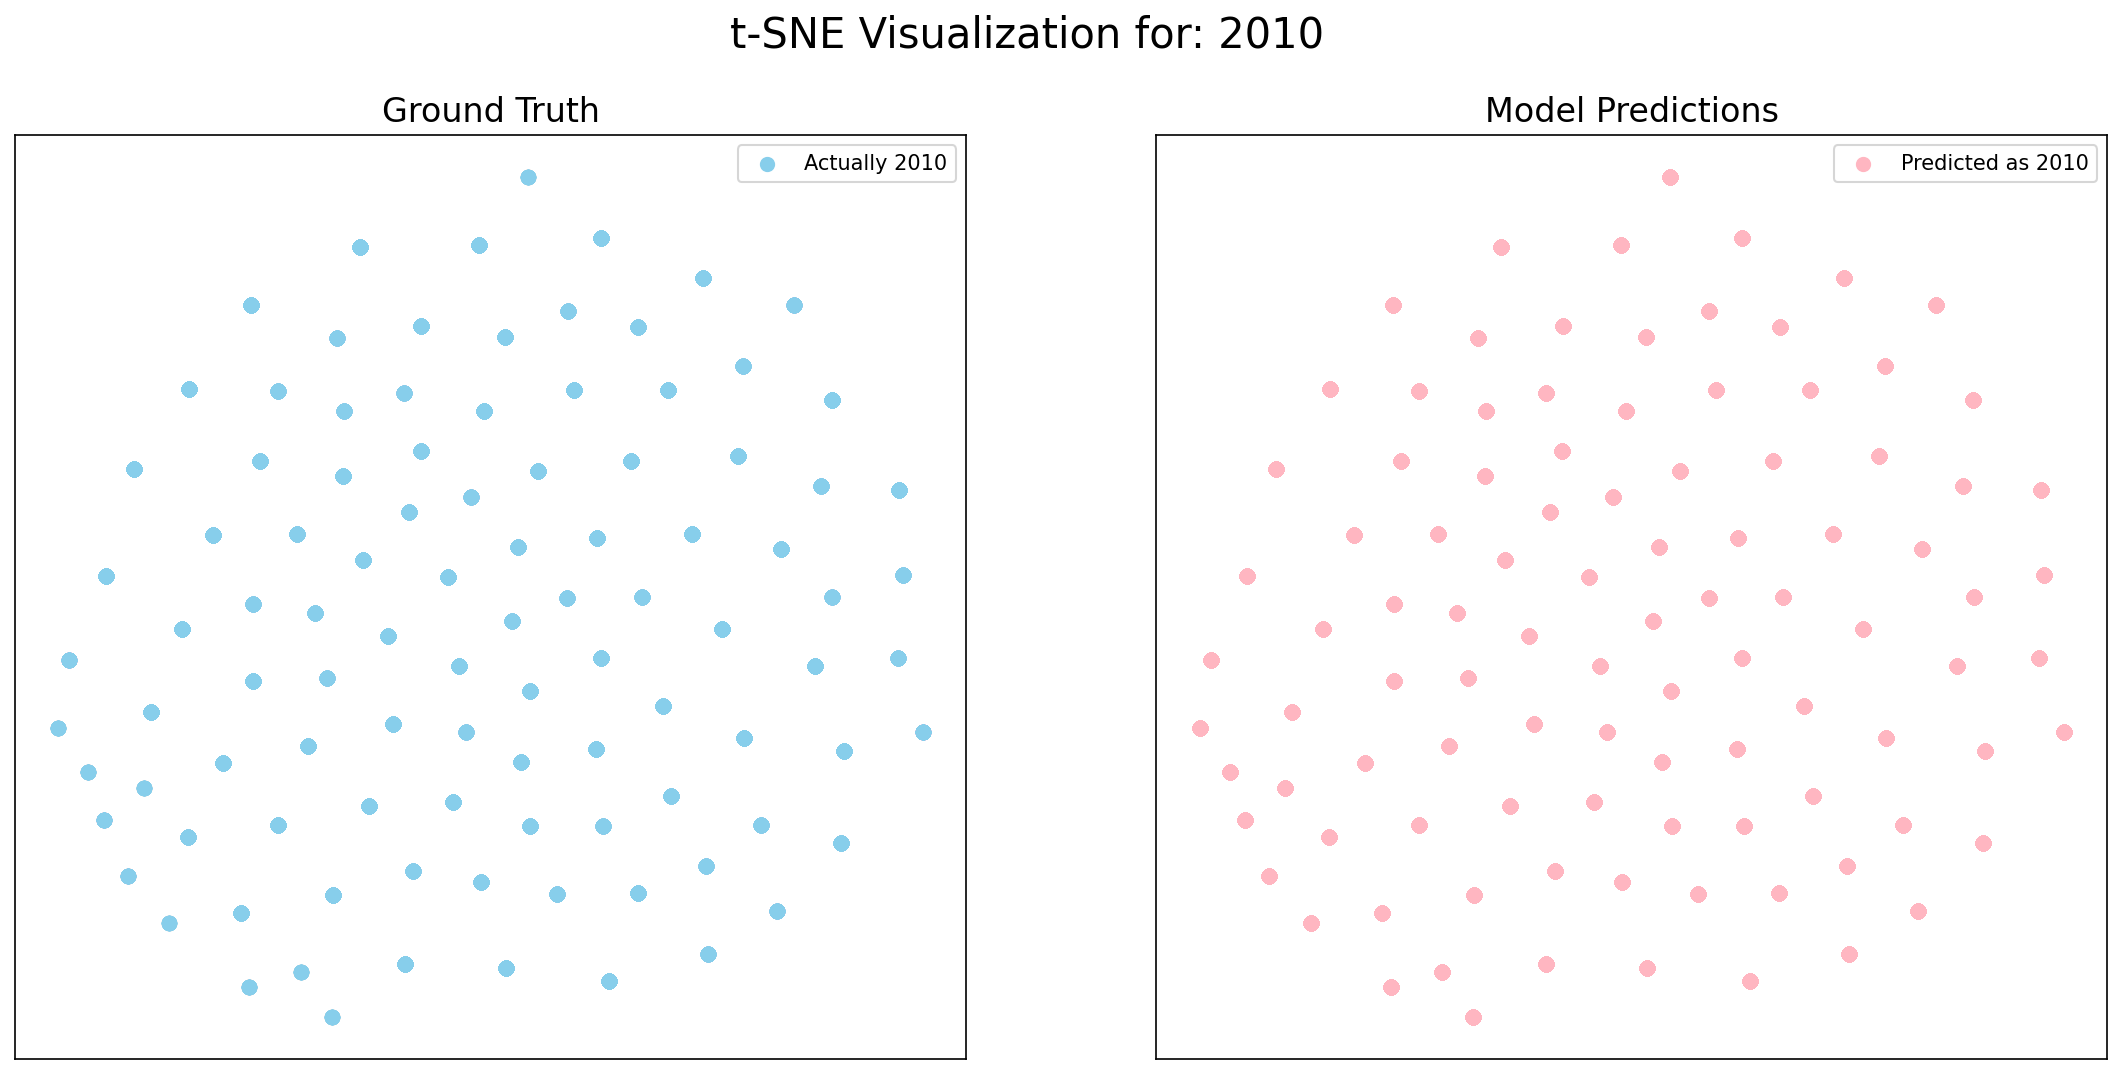 t-SNE Visualization for: 2010
Ground Truth
Actually 2010
Model Predictions
Predicted as 2010